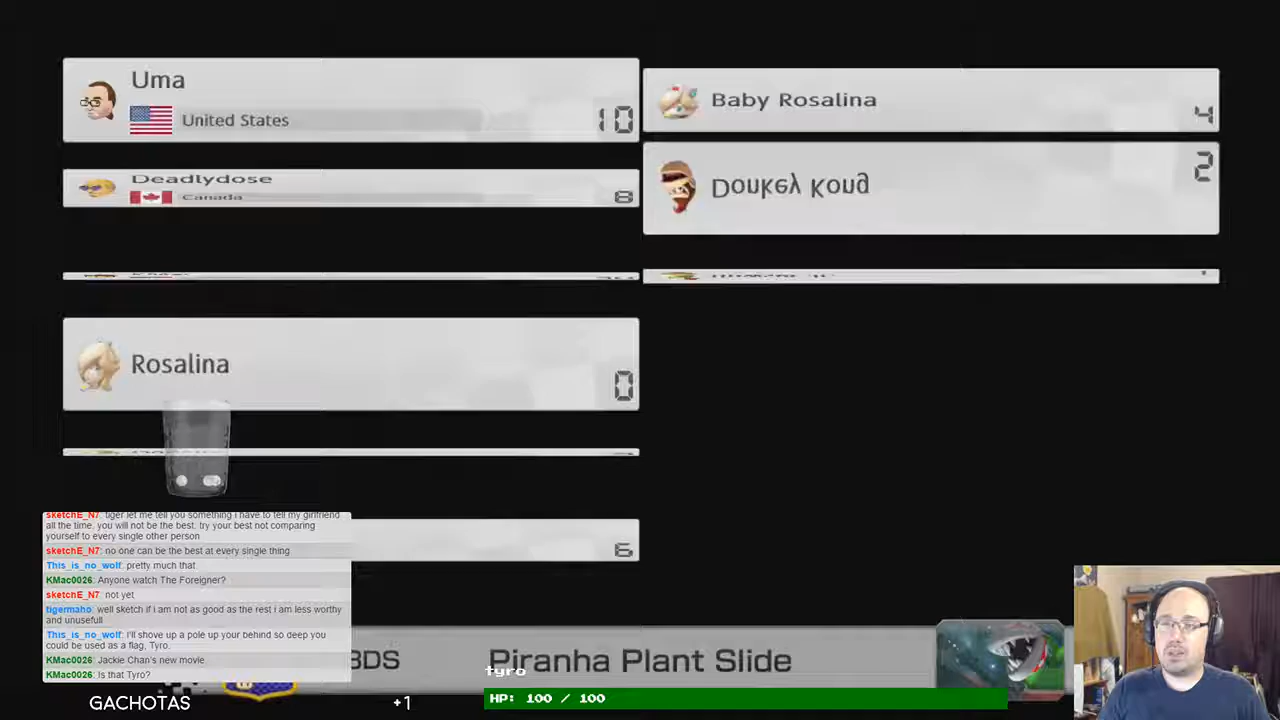 Uma
United States
10
Deadlydose
Canada
8
Rosalina
0
6
Baby Rosalina
4
Donkey Kong
2
sketchE_N7: tiger let me tell you something i have to tell my girlfriend
all the time. you will not be the best. try your best not comparing
yourself to every single other person
sketchE_N7: no one can be the best at every single thing
This_is_no_wolf: pretty much that
KMac0026: Anyone watch The Foreigner?
sketchE_N7: not yet
tigermaho: well sketch if i am not as good as the rest i am less worthy
and unusefull
This_is_no_wolf: I'll shove up a pole up your behind so deep you
could be used as a flag, Tyro.
KMac0026: Jackie Chan's new movie
KMac0026: Is that Tyro?
3DS Piranha Plant Slide
tyro
HP: 100 / 100
GACHOTAS +1